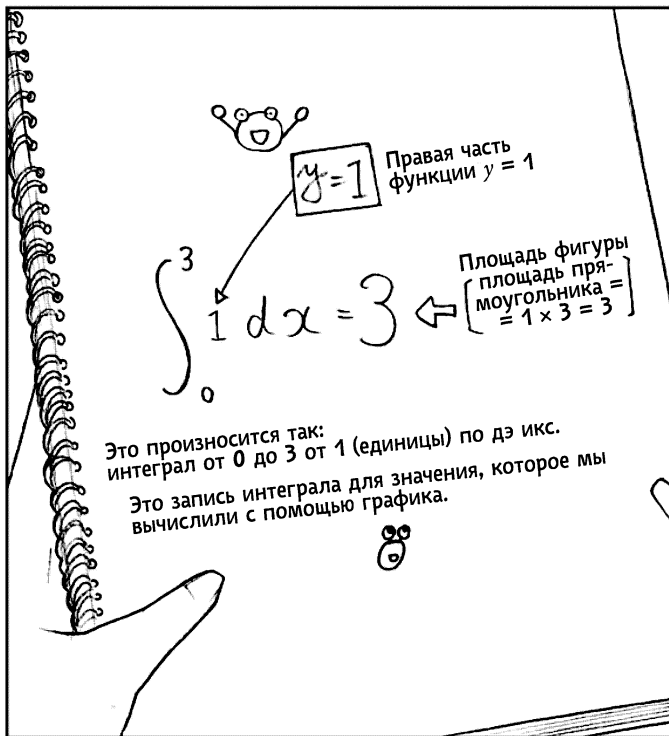 y=1
Правая часть
функции y = 1
Площадь фигуры
площадь пря-
моугольника =
= 1 × 3 = 3
∫₀³ 1 dx = 3
Это произносится так:
интеграл от 0 до 3 от 1 (единицы) по дэ икс.
Это запись интеграла для значения, которое мы
вычислили с помощью графика.